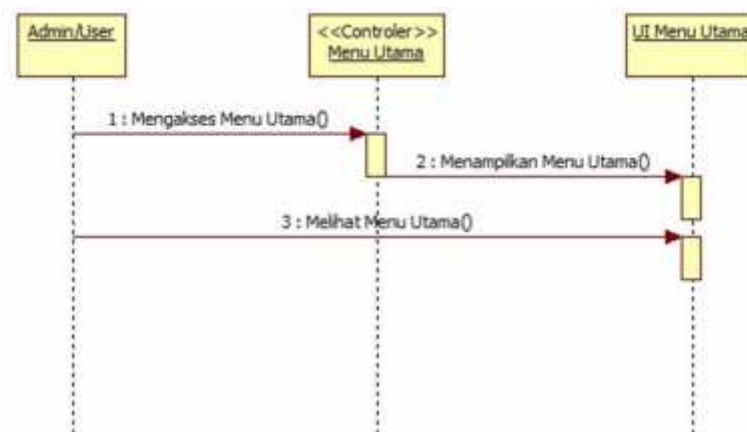 Admin/User
<<Controler>>
Menu Utama
UI Menu Utama
1 : Mengakses Menu Utama()
2 : Menampilkan Menu Utama()
3 : Melihat Menu Utama()